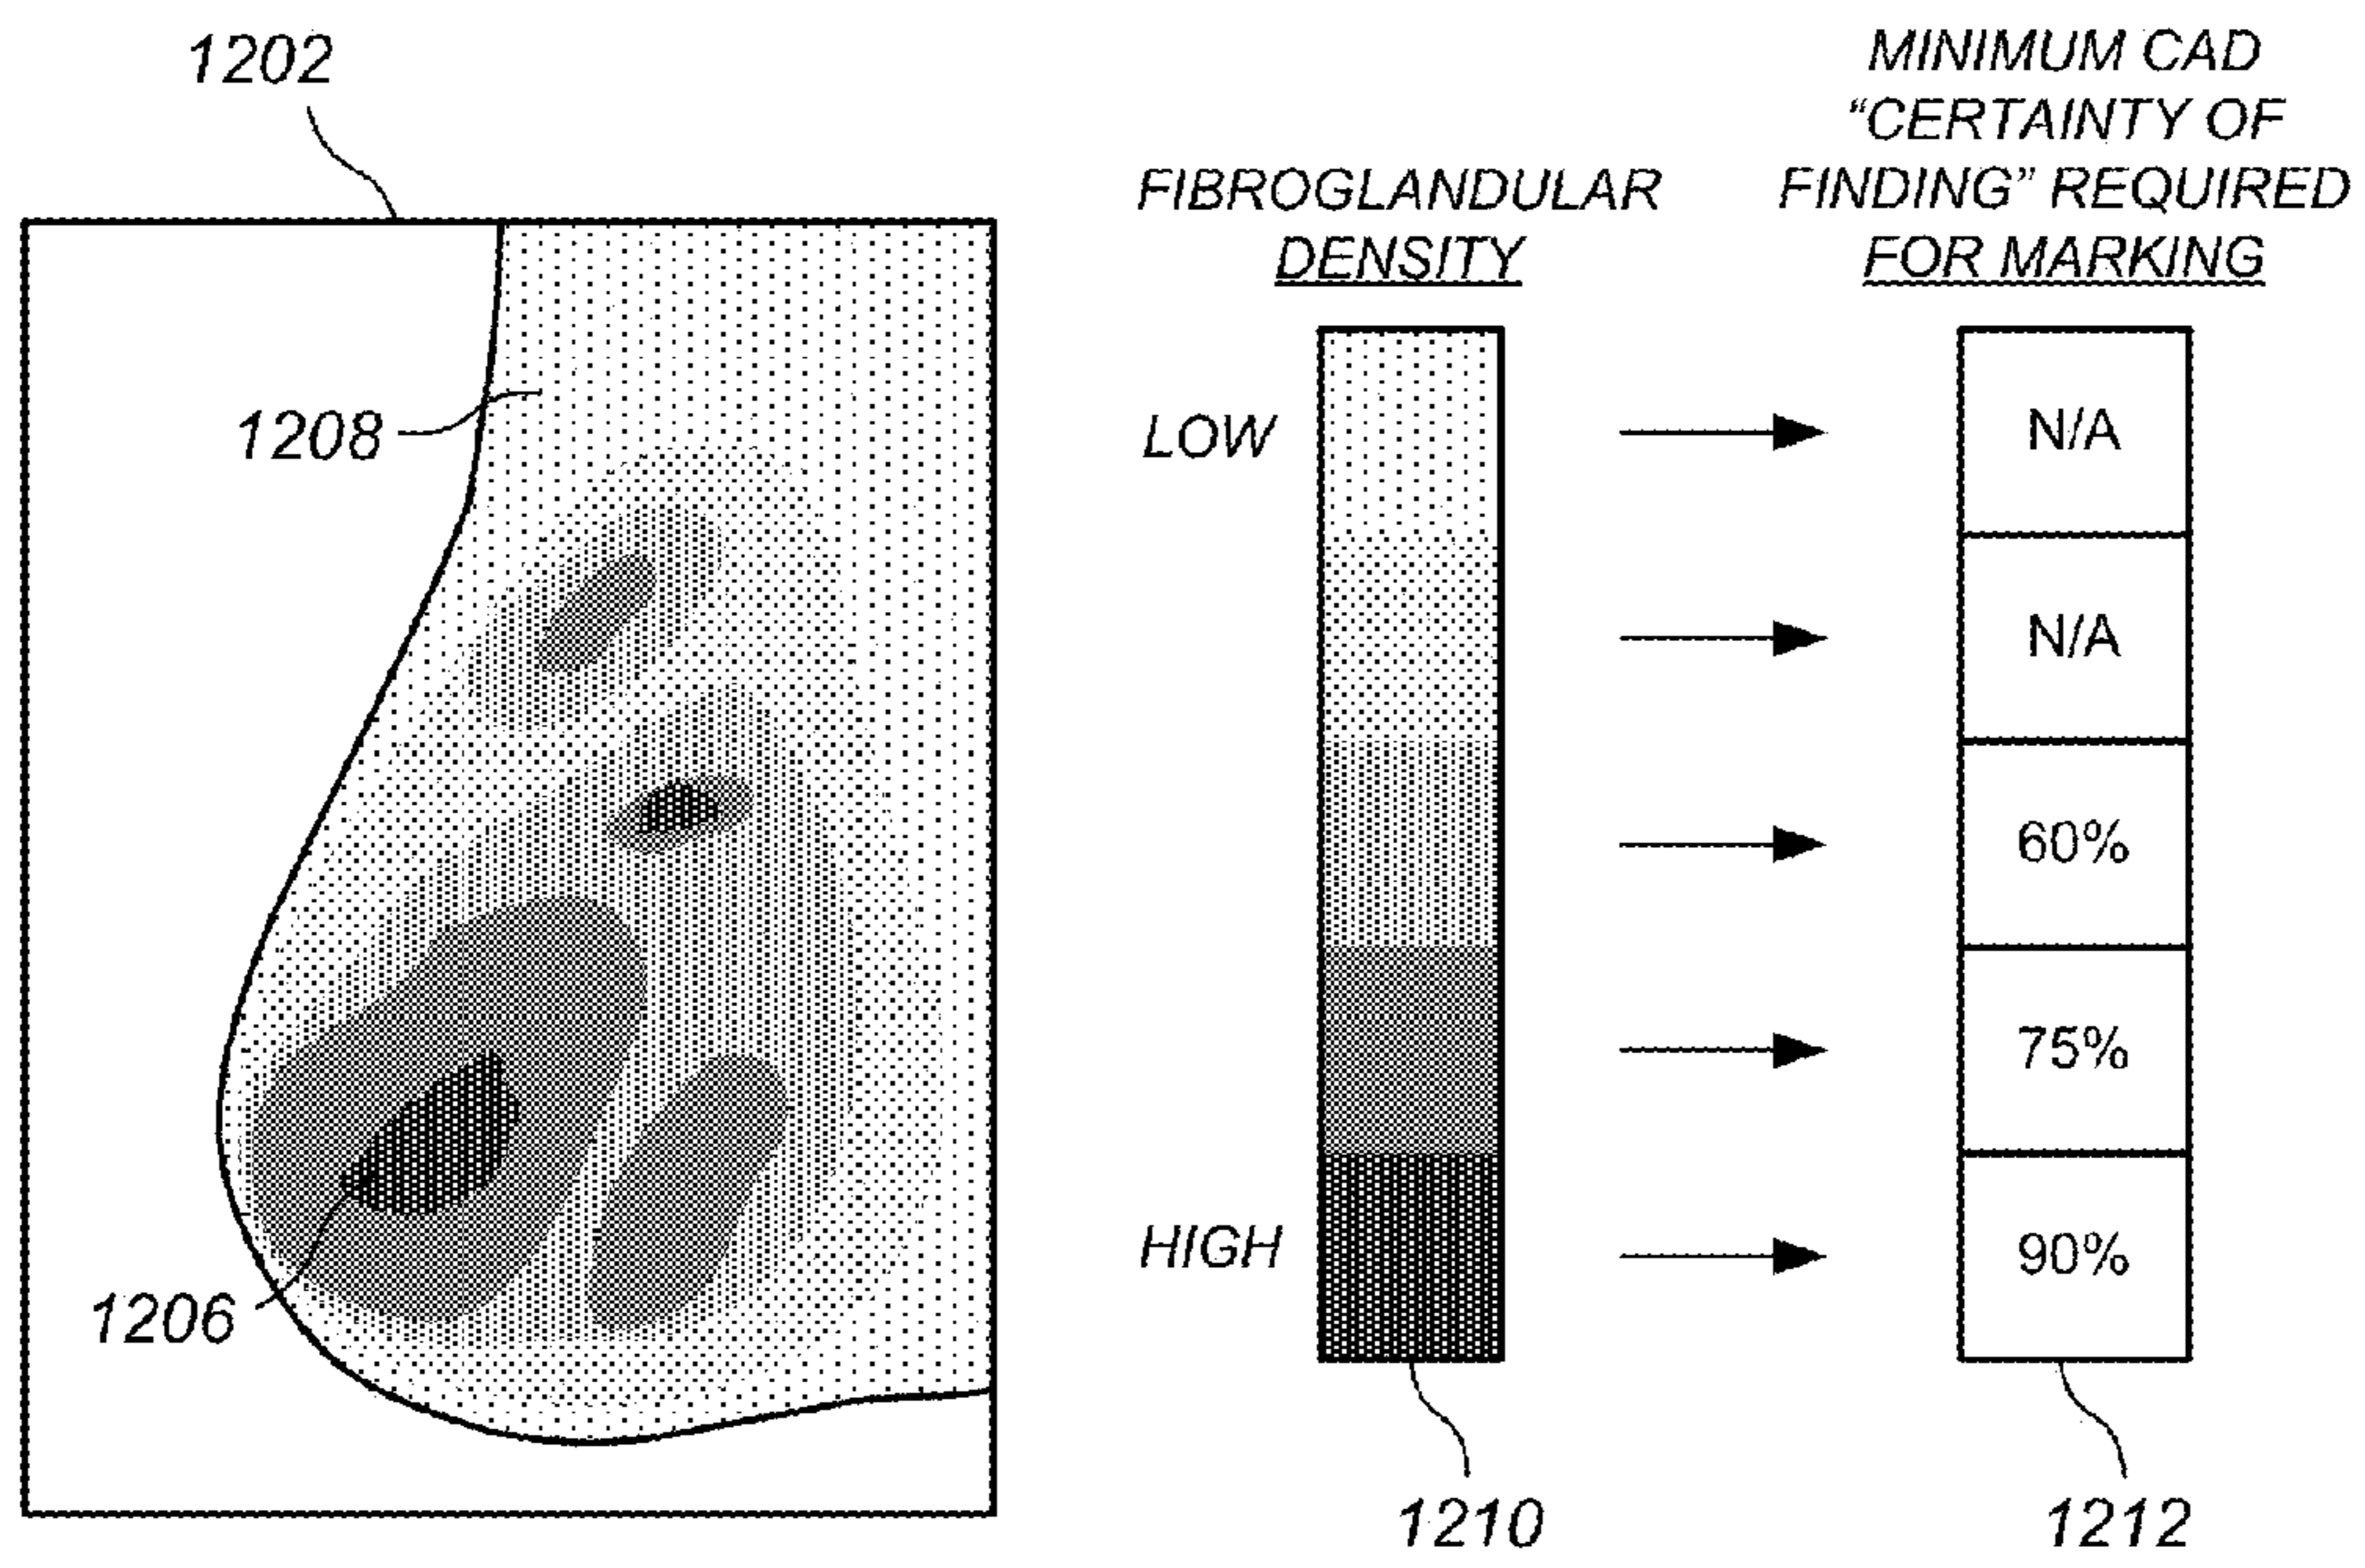 1202
1208
1206
FIBROGLANDULAR
DENSITY
LOW
HIGH
1210
MINIMUM CAD
“CERTAINTY OF
FINDING” REQUIRED
FOR MARKING
N/A
N/A
60%
75%
90%
1212